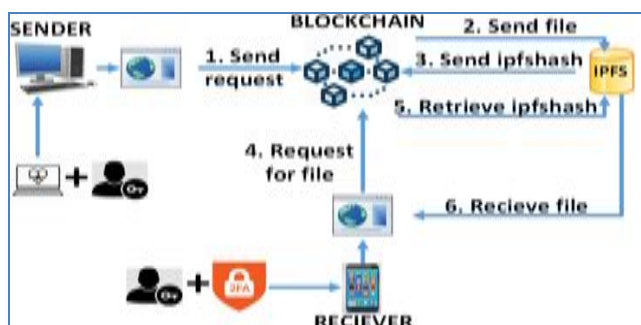 SENDER
BLOCKCHAIN
1. Send
request
2. Send file
3. Send ipfshash
IPFS
5. Retrieve ipfshash
4. Request
for file
6. Recieve file
2FA
RECIEVER